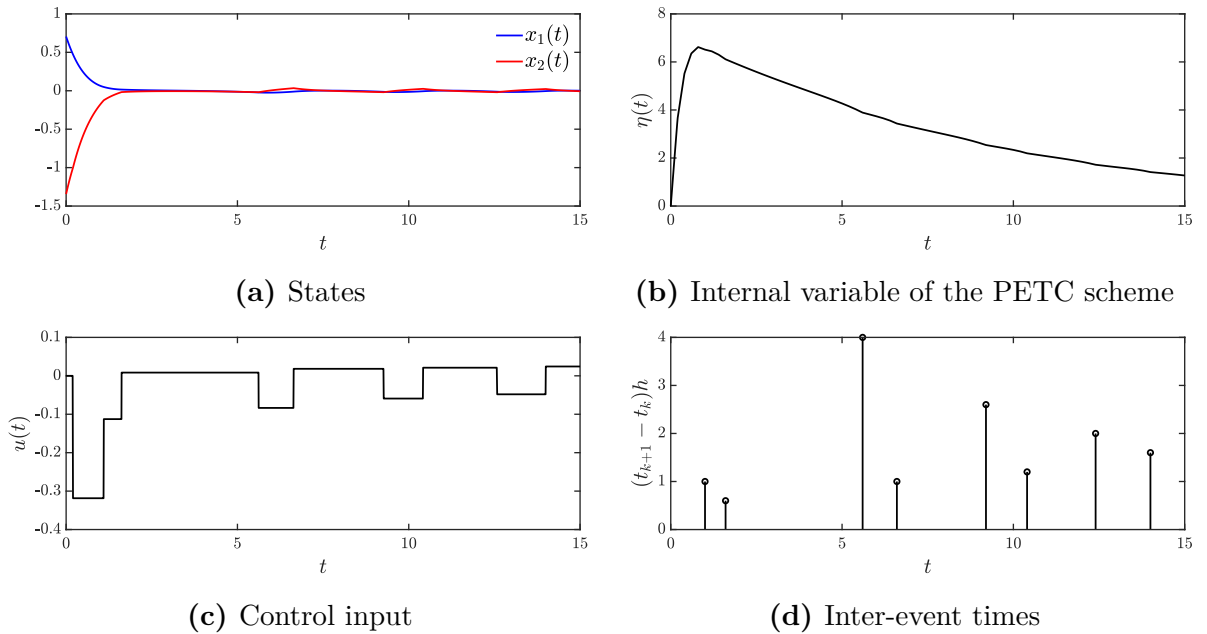 1
0.5
0
-0.5
-1
-1.5
0
5
10
15
t
x₁(t)
x₂(t)
(a) States
8
6
4
2
0
0
5
10
15
η(t)
t
(b) Internal variable of the PETC scheme
0.1
0
-0.1
-0.2
-0.3
-0.4
0
5
10
15
u(t)
t
(c) Control input
4
3
2
1
0
0
5
10
15
(tₖ₊₁ − tₖ)h
t
(d) Inter-event times